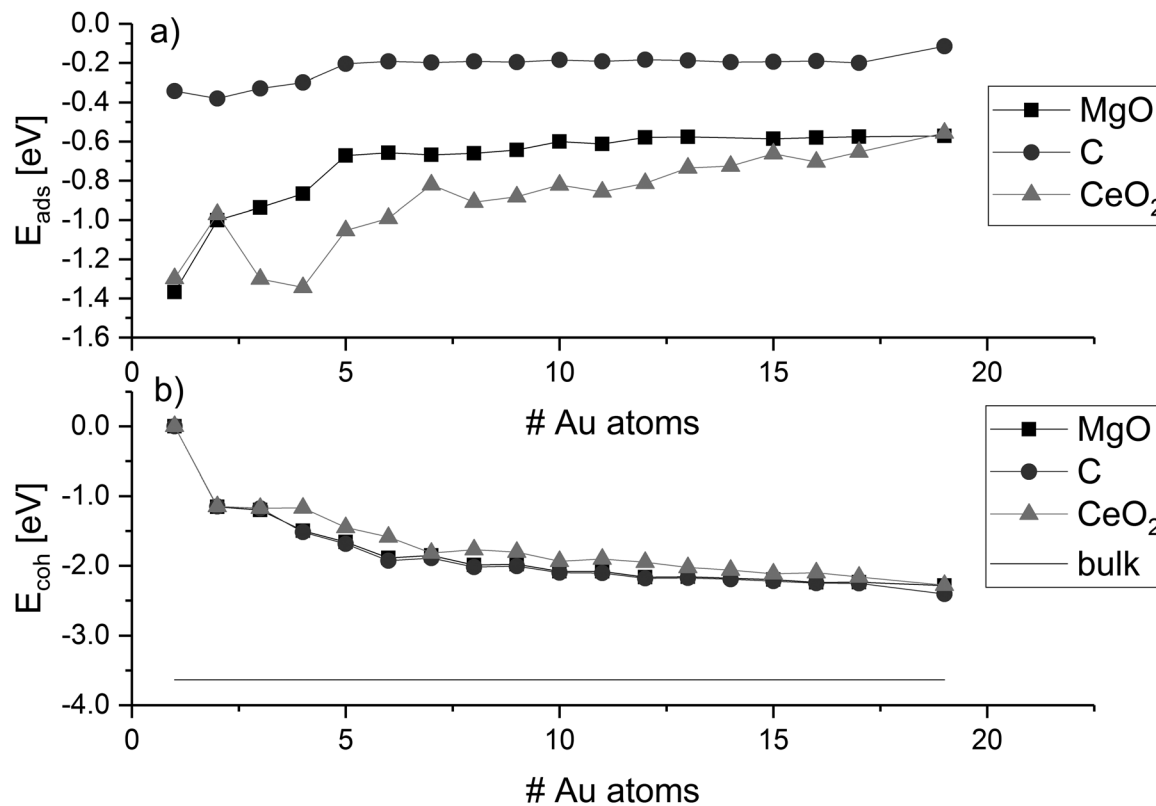 a)
0.0
-0.2
-0.4
-0.6
-0.8
-1.0
-1.2
-1.4
-1.6
E_ads [eV]
0 5 10 15 20
# Au atoms
MgO
C
CeO₂
b)
0.0
-1.0
-2.0
-3.0
-4.0
E_coh [eV]
0 5 10 15 20
# Au atoms
MgO
C
CeO₂
bulk